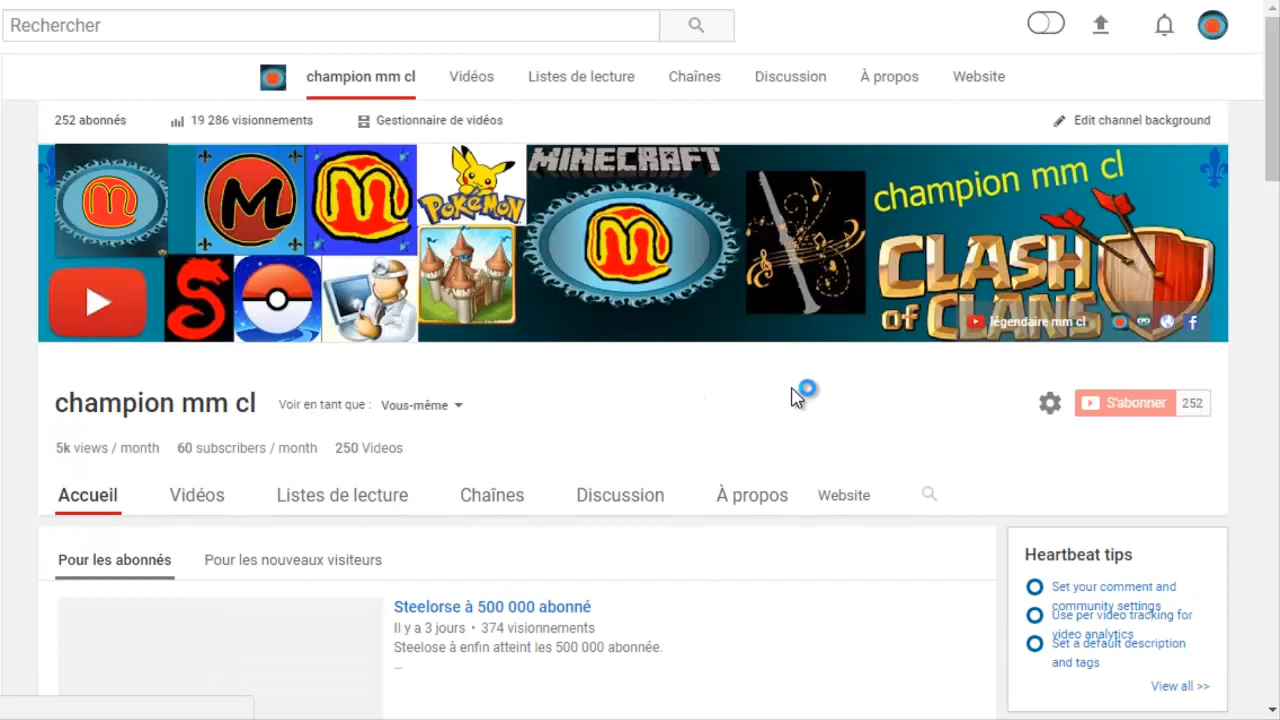 Rechercher
champion mm cl Vidéos Listes de lecture Chaînes Discussion À propos Website
252 abonnés 19 286 visionnements Gestionnaire de vidéos Edit channel background
MINECRAFT
champion mm cl
POKéMON
CLASH
OF CLANS
légendaire mm cl
champion mm cl Voir en tant que : Vous-même S'abonner 252
5k views / month 60 subscribers / month 250 Videos
Accueil Vidéos Listes de lecture Chaînes Discussion À propos Website
Pour les abonnés Pour les nouveaux visiteurs
Steelorse à 500 000 abonné
Il y a 3 jours • 374 visionnements
Steelose à enfin atteint les 500 000 abonnée.
...
Heartbeat tips
Set your comment and
community settings
Use per video tracking for
video analytics
Set a default description
and tags
View all >>